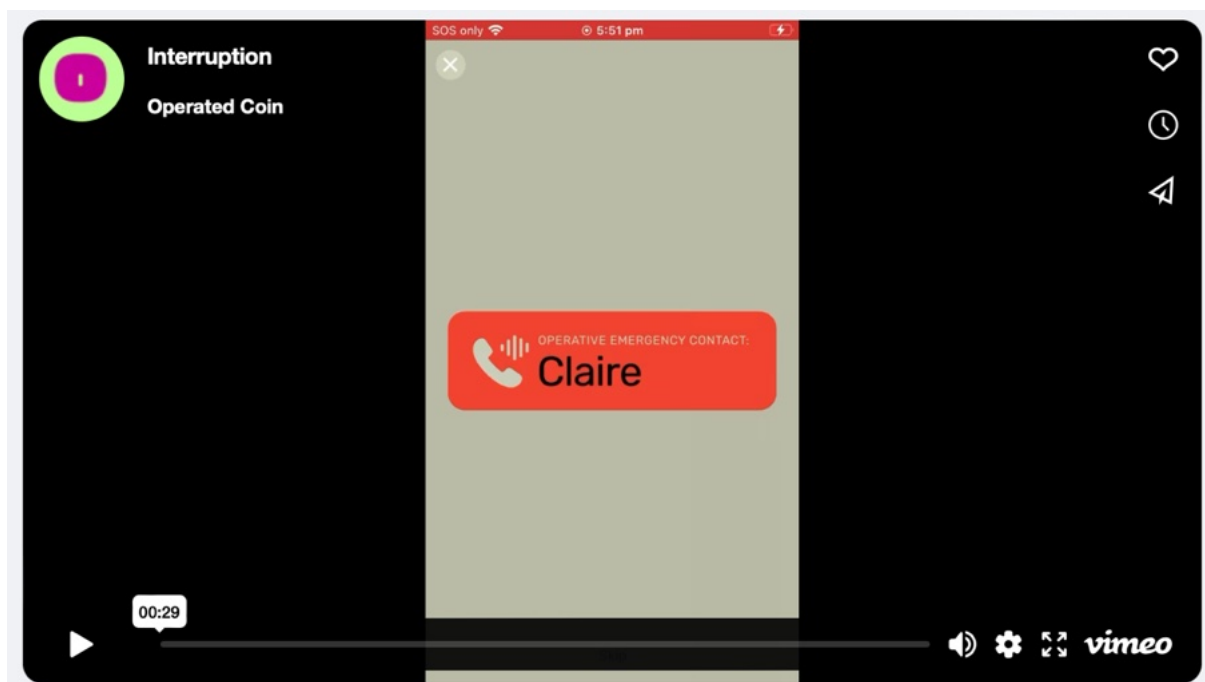 Interruption
Operated Coin
SOS only
5:51 pm
OPERATIVE EMERGENCY CONTACT:
Claire
00:29
vimeo